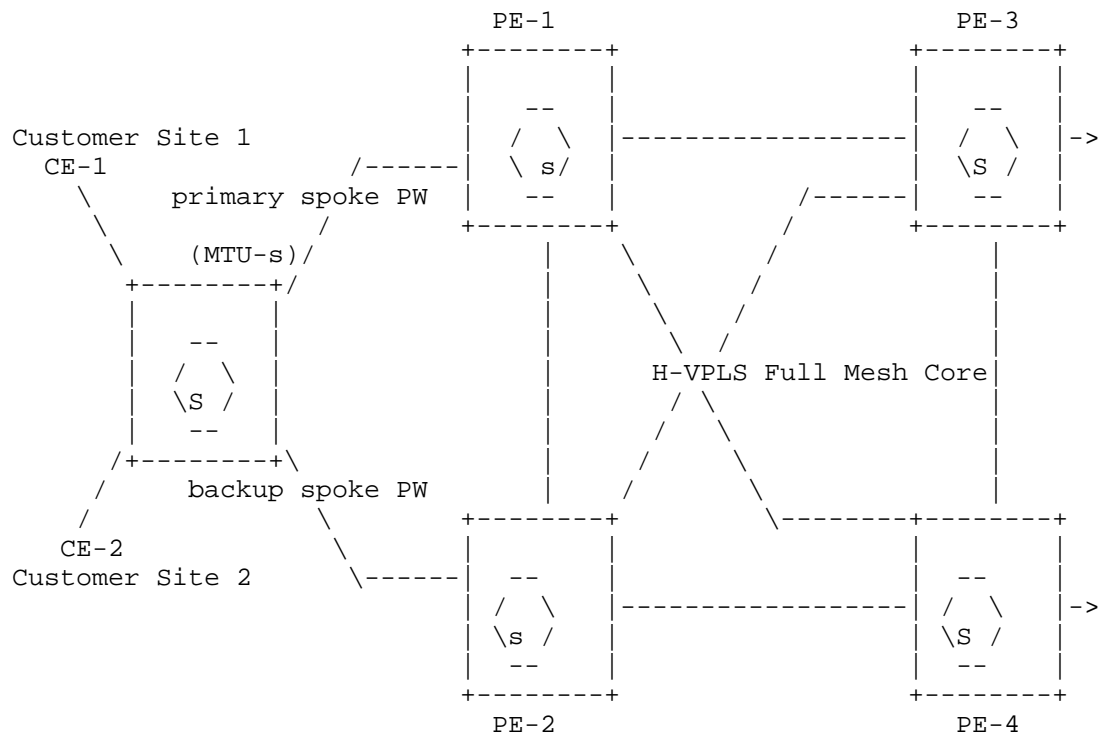 PE-1 PE-3
Customer Site 1
CE-1
s S
primary spoke PW
(MTU-s)
H-VPLS Full Mesh Core
S
backup spoke PW
CE-2
Customer Site 2
s S
PE-2 PE-4